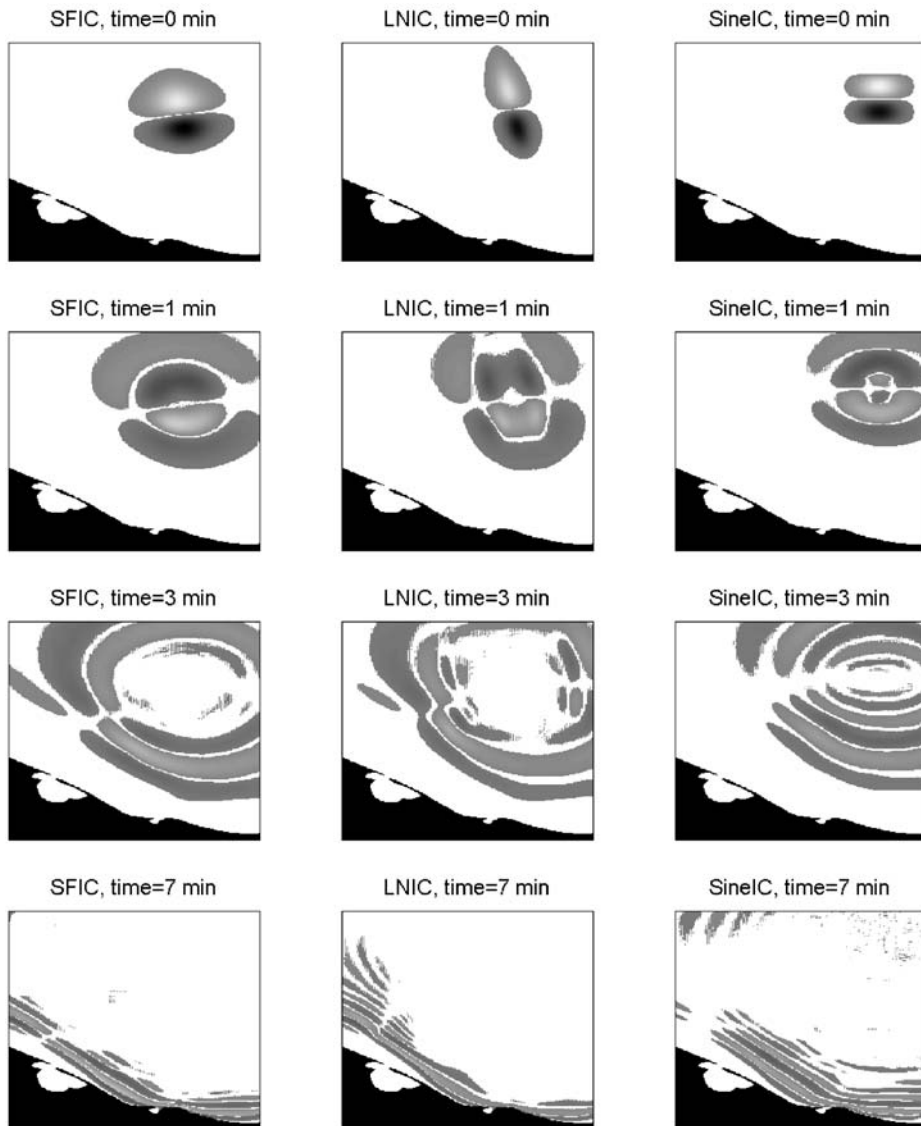 SFIC, time=0 min
LNIC, time=0 min
SineIC, time=0 min
SFIC, time=1 min
LNIC, time=1 min
SineIC, time=1 min
SFIC, time=3 min
LNIC, time=3 min
SineIC, time=3 min
SFIC, time=7 min
LNIC, time=7 min
SineIC, time=7 min